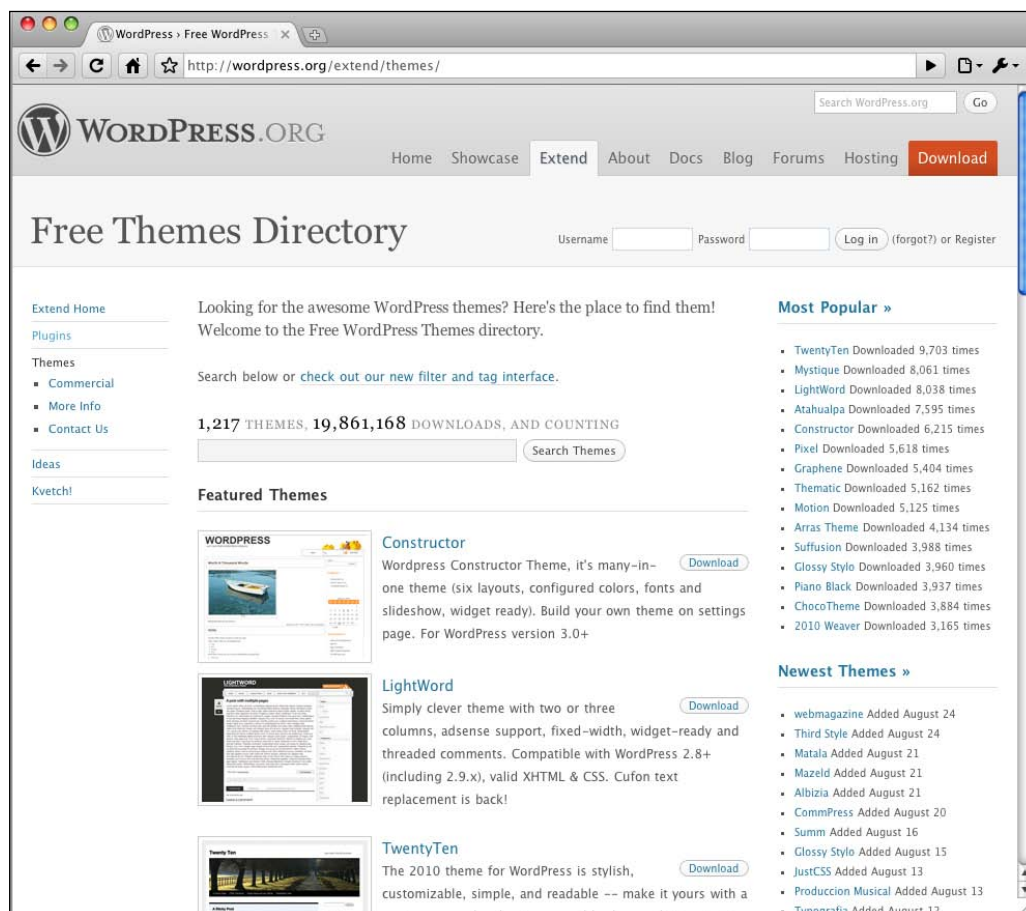 WordPress › Free WordPress
http://wordpress.org/extend/themes/
Search WordPress.org Go
WORDPRESS.ORG
Home Showcase Extend About Docs Blog Forums Hosting Download
Free Themes Directory
Username Password Log in (forgot?) or Register
Extend Home
Plugins
Themes
Commercial
More Info
Contact Us
Ideas
Kvetch!
Looking for the awesome WordPress themes? Here's the place to find them!
Welcome to the Free WordPress Themes directory.
Search below or check out our new filter and tag interface.
1,217 THEMES, 19,861,168 DOWNLOADS, AND COUNTING
Search Themes
Featured Themes
WORDPRESS
Constructor
Download
Wordpress Constructor Theme, it's many-in-
one theme (six layouts, configured colors, fonts and
slideshow, widget ready). Build your own theme on settings
page. For WordPress version 3.0+
LIGHTWORD
LightWord
Download
Simply clever theme with two or three
columns, adsense support, fixed-width, widget-ready and
threaded comments. Compatible with WordPress 2.8+
(including 2.9.x), valid XHTML & CSS. Cufon text
replacement is back!
Twenty Ten
TwentyTen
Download
The 2010 theme for WordPress is stylish,
customizable, simple, and readable -- make it yours with a
Most Popular »
TwentyTen Downloaded 9,703 times
Mystique Downloaded 8,061 times
LightWord Downloaded 8,038 times
Atahualpa Downloaded 7,595 times
Constructor Downloaded 6,215 times
Pixel Downloaded 5,618 times
Graphene Downloaded 5,404 times
Thematic Downloaded 5,162 times
Motion Downloaded 5,125 times
Arras Theme Downloaded 4,134 times
Suffusion Downloaded 3,988 times
Glossy Stylo Downloaded 3,960 times
Piano Black Downloaded 3,937 times
ChocoTheme Downloaded 3,884 times
2010 Weaver Downloaded 3,165 times
Newest Themes »
webmagazine Added August 24
Third Style Added August 24
Matala Added August 21
Mazeld Added August 21
Albizia Added August 21
CommPress Added August 20
Summ Added August 16
Glossy Stylo Added August 15
JustCSS Added August 13
Produccion Musical Added August 13
Typografia Added August 12